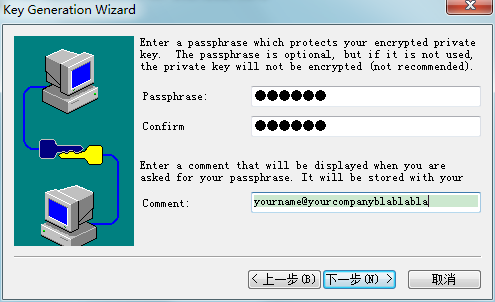 Key Generation Wizard
Enter a passphrase which protects your encrypted private
key.  The passphrase is optional, but if it is not used,
the private key will not be encrypted (not recommended).
Passphrase: ●●●●●●
Confirm ●●●●●●
Enter a comment that will be displayed when you are
asked for your passphrase. It will be stored with your
Comment: yourname@yourcompanyblablabla
< 上一步(B) 下一步(N) > 取消